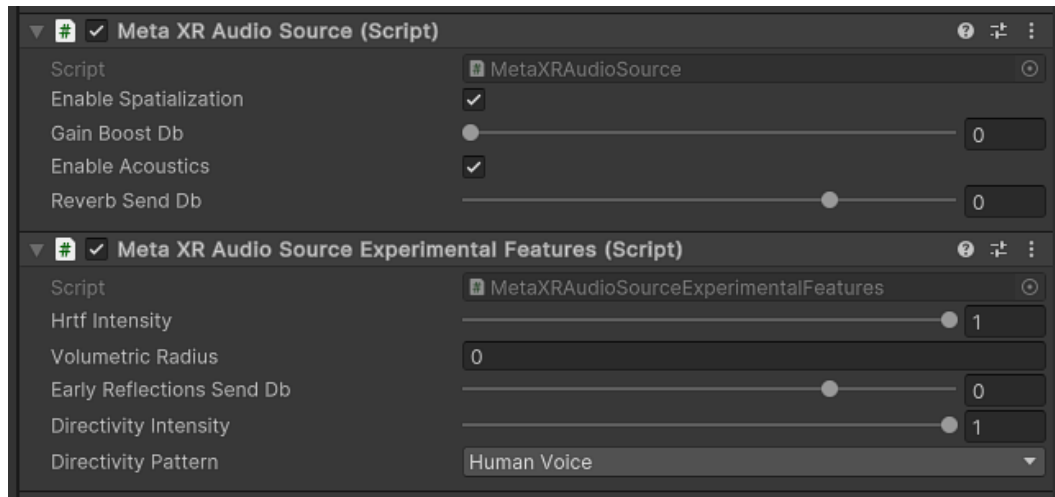 # Meta XR Audio Source (Script)
Script # MetaXRAudioSource
Enable Spatialization
Gain Boost Db 0
Enable Acoustics
Reverb Send Db 0
# Meta XR Audio Source Experimental Features (Script)
Script # MetaXRAudioSourceExperimentalFeatures
Hrtf Intensity 1
Volumetric Radius 0
Early Reflections Send Db 0
Directivity Intensity 1
Directivity Pattern Human Voice